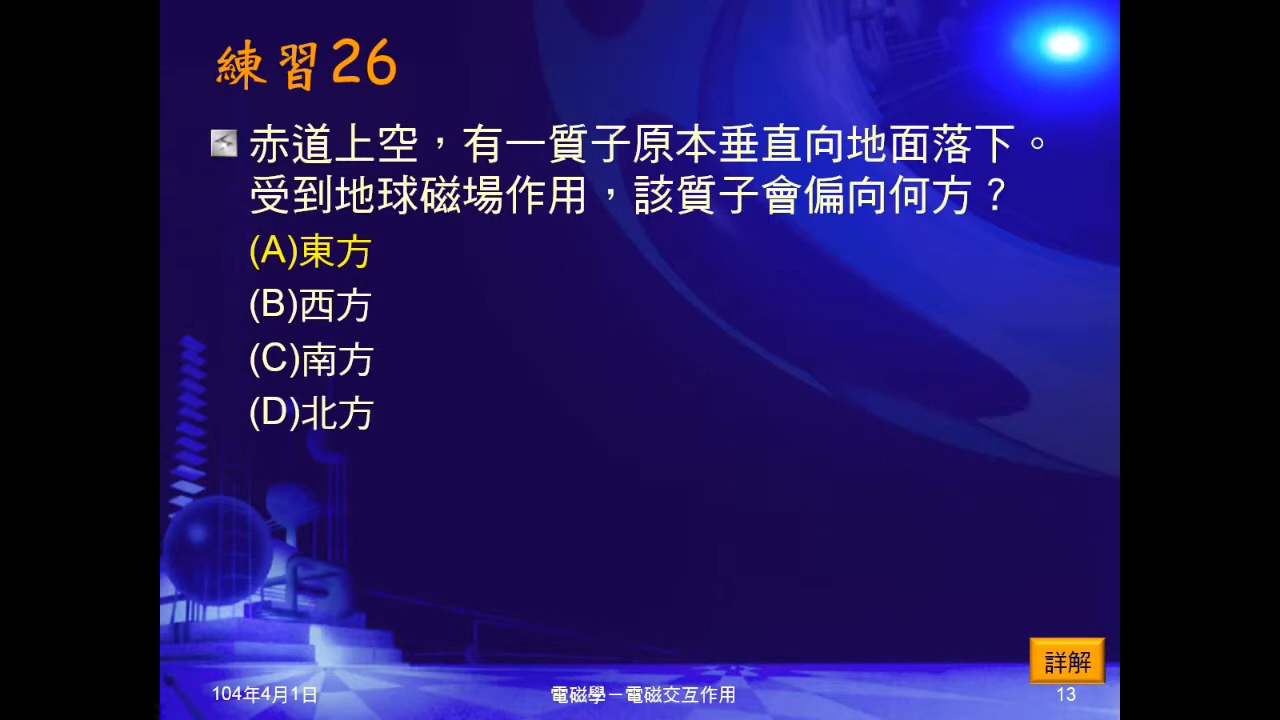 練習26
赤道上空，有一質子原本垂直向地面落下。
受到地球磁場作用，該質子會偏向何方？
(A)東方
(B)西方
(C)南方
(D)北方
詳解
104年4月1日
電磁學－電磁交互作用
13